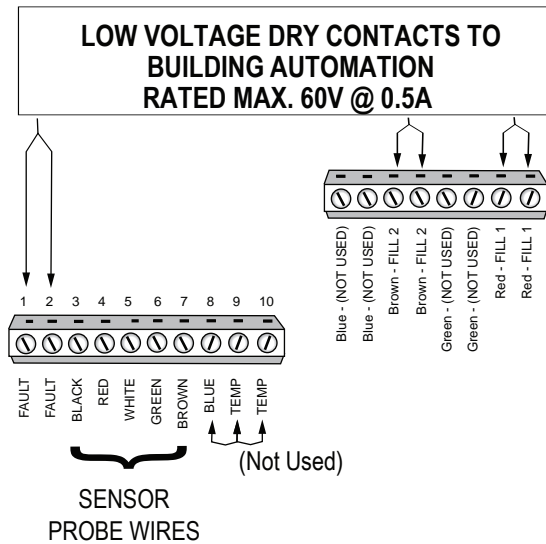 LOW VOLTAGE DRY CONTACTS TO
BUILDING AUTOMATION
RATED MAX. 60V @ 0.5A
Blue - (NOT USED)
Blue - (NOT USED)
Brown - FILL 2
Brown - FILL 2
Green - (NOT USED)
Green - (NOT USED)
Red - FILL 1
Red - FILL 1
1 2 3 4 5 6 7 8 9 10
FAULT
FAULT
BLACK
RED
WHITE
GREEN
BROWN
BLUE
TEMP
TEMP
(Not Used)
SENSOR
PROBE WIRES